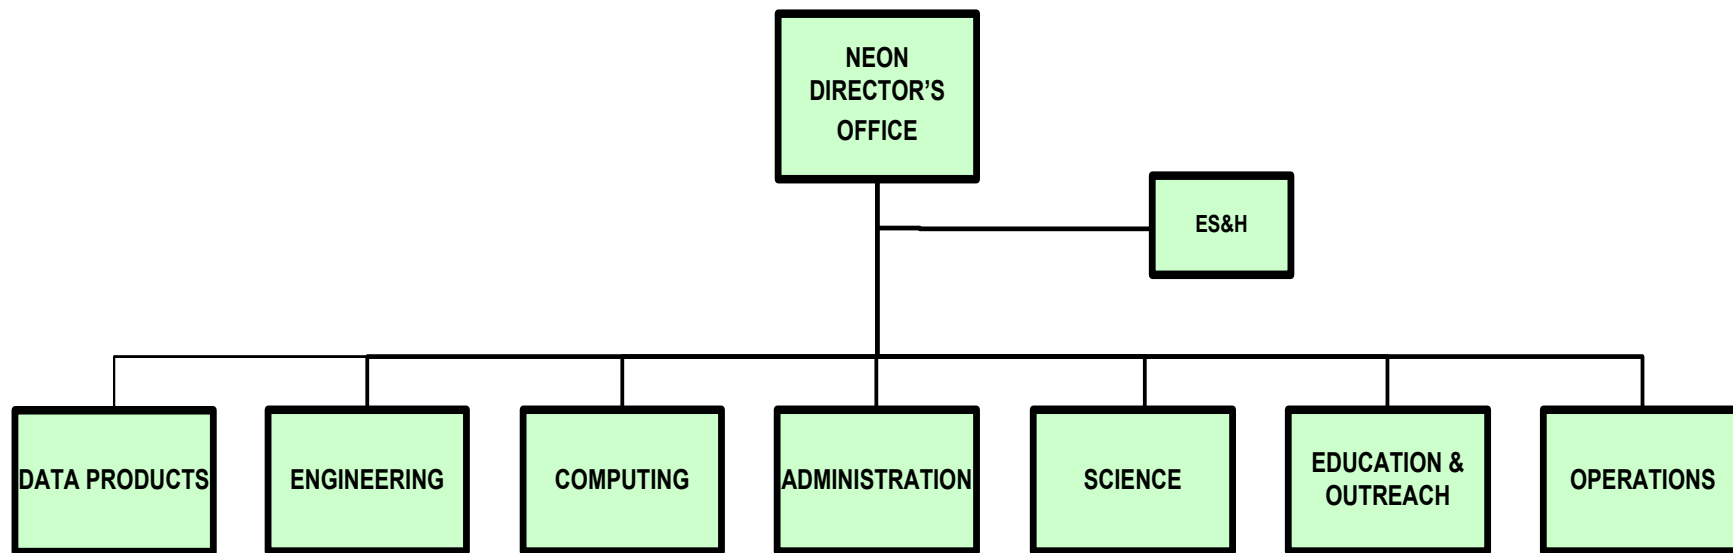 NEON
DIRECTOR’S
OFFICE
ES&H
DATA PRODUCTS
ENGINEERING
COMPUTING
ADMINISTRATION
SCIENCE
EDUCATION &
OUTREACH
OPERATIONS